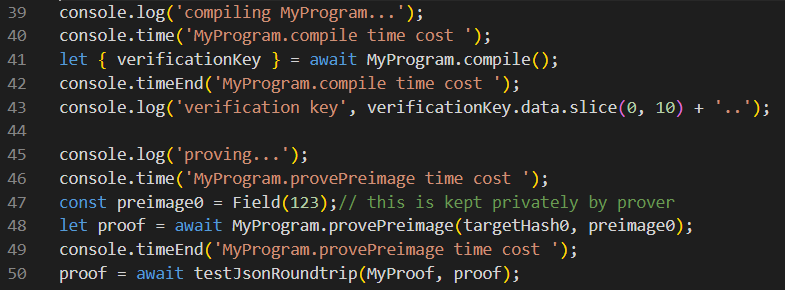 39 console.log('compiling MyProgram...');
40 console.time('MyProgram.compile time cost ');
41 let { verificationKey } = await MyProgram.compile();
42 console.timeEnd('MyProgram.compile time cost ');
43 console.log('verification key', verificationKey.data.slice(0, 10) + '..');
44
45 console.log('proving...');
46 console.time('MyProgram.provePreimage time cost ');
47 const preimage0 = Field(123);// this is kept privately by prover
48 let proof = await MyProgram.provePreimage(targetHash0, preimage0);
49 console.timeEnd('MyProgram.provePreimage time cost ');
50 proof = await testJsonRoundtrip(MyProof, proof);